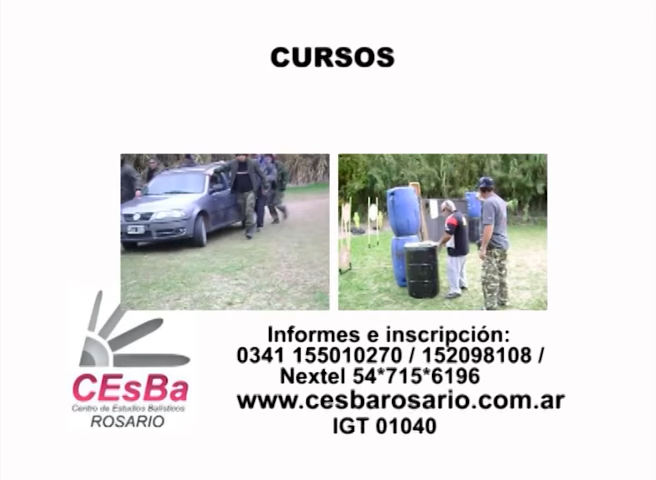 CURSOS
CEsBa
Centro de Estudios Balísticos
ROSARIO
Informes e inscripción:
0341 155010270 / 152098108 /
Nextel 54*715*6196
www.cesbarosario.com.ar
IGT 01040